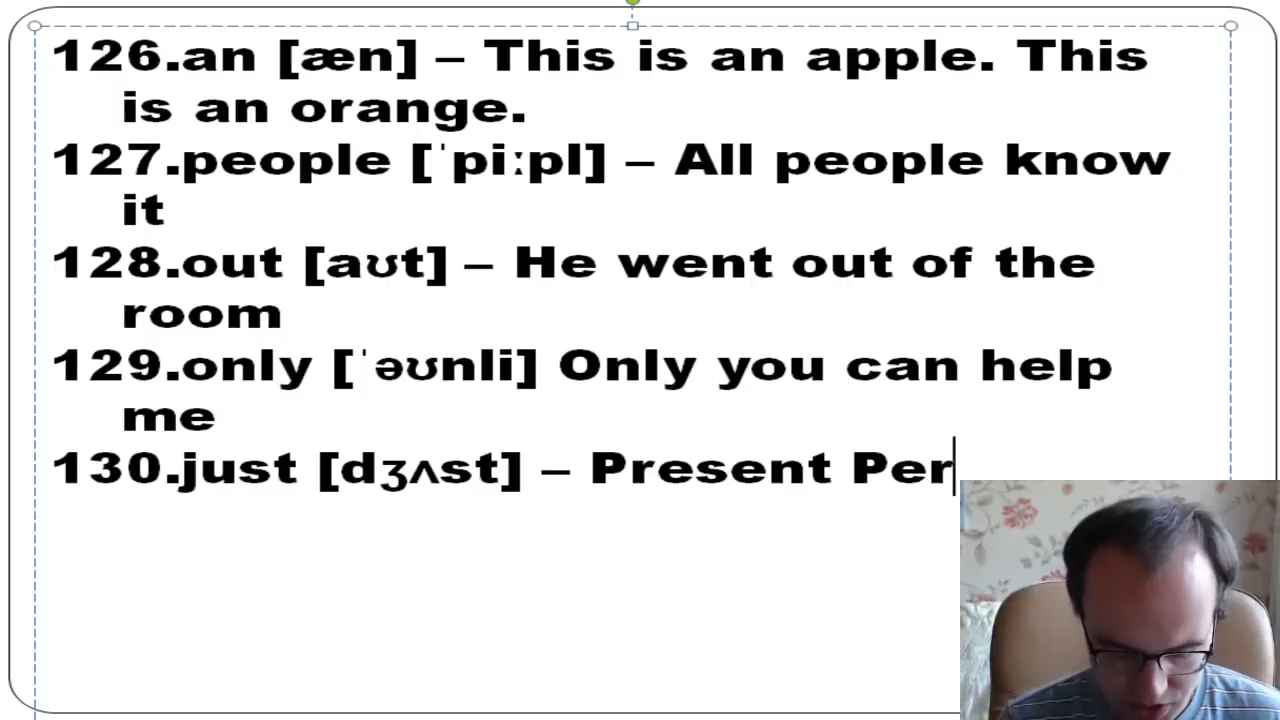 126.an [æn] – This is an apple. This
is an orange.
127.people [ˈpiːpl] – All people know
it
128.out [aʊt] – He went out of the
room
129.only [ˈəʊnli] Only you can help
me
130.just [dʒʌst] – Present Per